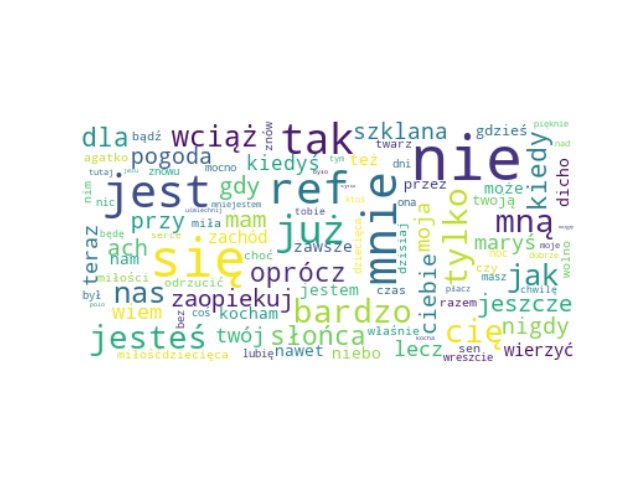 dla bądź wciąż znów tak szklana gdzieś pięknie
agatko pogoda kiedyś tym też twarz nie nad
tutaj znowu mocno dni kiedy dicho
nim nic jest gdy ref mnie ona przez może twoją
uśmiechnij tobie kiuś
przy miła mam już tylko moja mną
teraz będę ach serce zachód zawsze dziecięca dzisiaj maryś noc moje dobrze wolno
nam się choć oprócz ciebie czy masz jak
miłości odrzucić jestem czas płacz chwilę
był nas zaopiekuj razem jeszcze
wiem bez coś kocham bardzo cię nigdy
jesteś twój słońca właśnie kocha
miłośćdziecięca lubię nawet niebo lecz sen wreszcie wierzyć
mniejestem